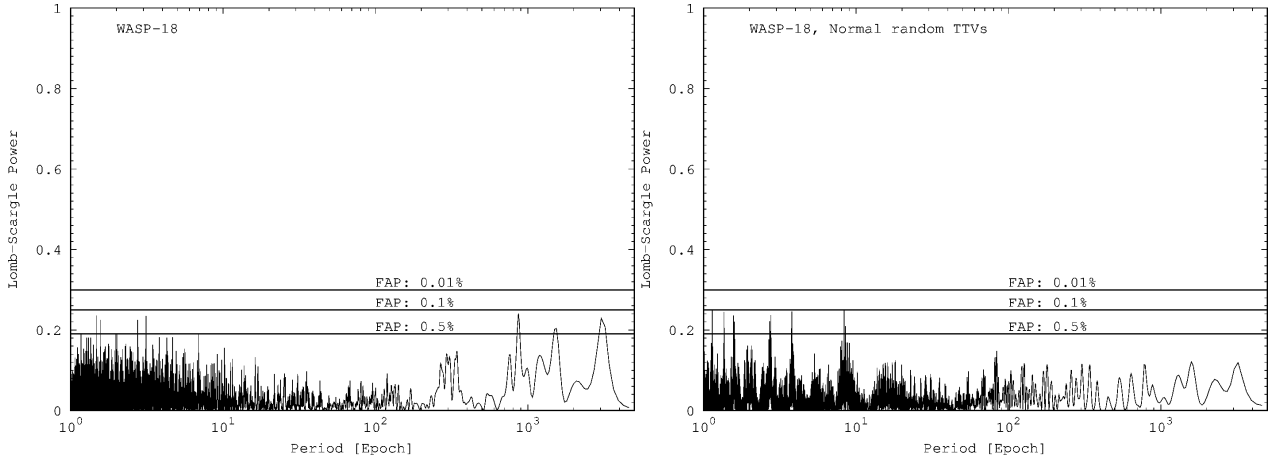 WASP-18
Lomb-Scargle Power
1
0.8
0.6
0.4
0.2
0
FAP: 0.01%
FAP: 0.1%
FAP: 0.5%
10^0
10^1
10^2
10^3
Period [Epoch]
WASP-18, Normal random TTVs
Lomb-Scargle Power
1
0.8
0.6
0.4
0.2
0
FAP: 0.01%
FAP: 0.1%
FAP: 0.5%
10^0
10^1
10^2
10^3
Period [Epoch]